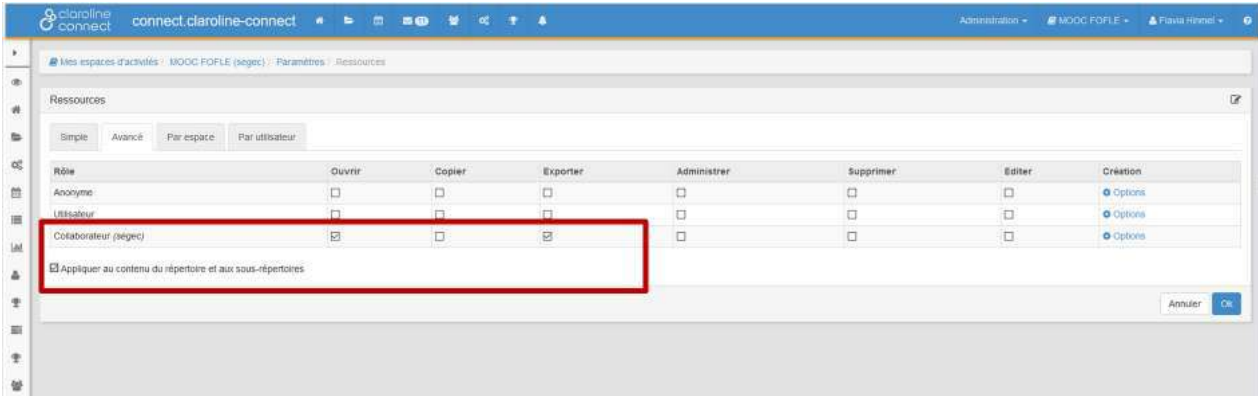 claroline
connect
connect.claroline-connect
Administration
MOOC FOFLE
Flavia Himmel
Mes espaces d'activités / MOOC FOFLE (segec) / Paramètres / Ressources
Ressources
Simple Avancé Par espace Par utilisateur
Rôle Ouvrir Copier Exporter Administrer Supprimer Editer Création
Anonyme Options
Utilisateur Options
Collaborateur (segec) Options
Appliquer au contenu du répertoire et aux sous-répertoires
Annuler Ok